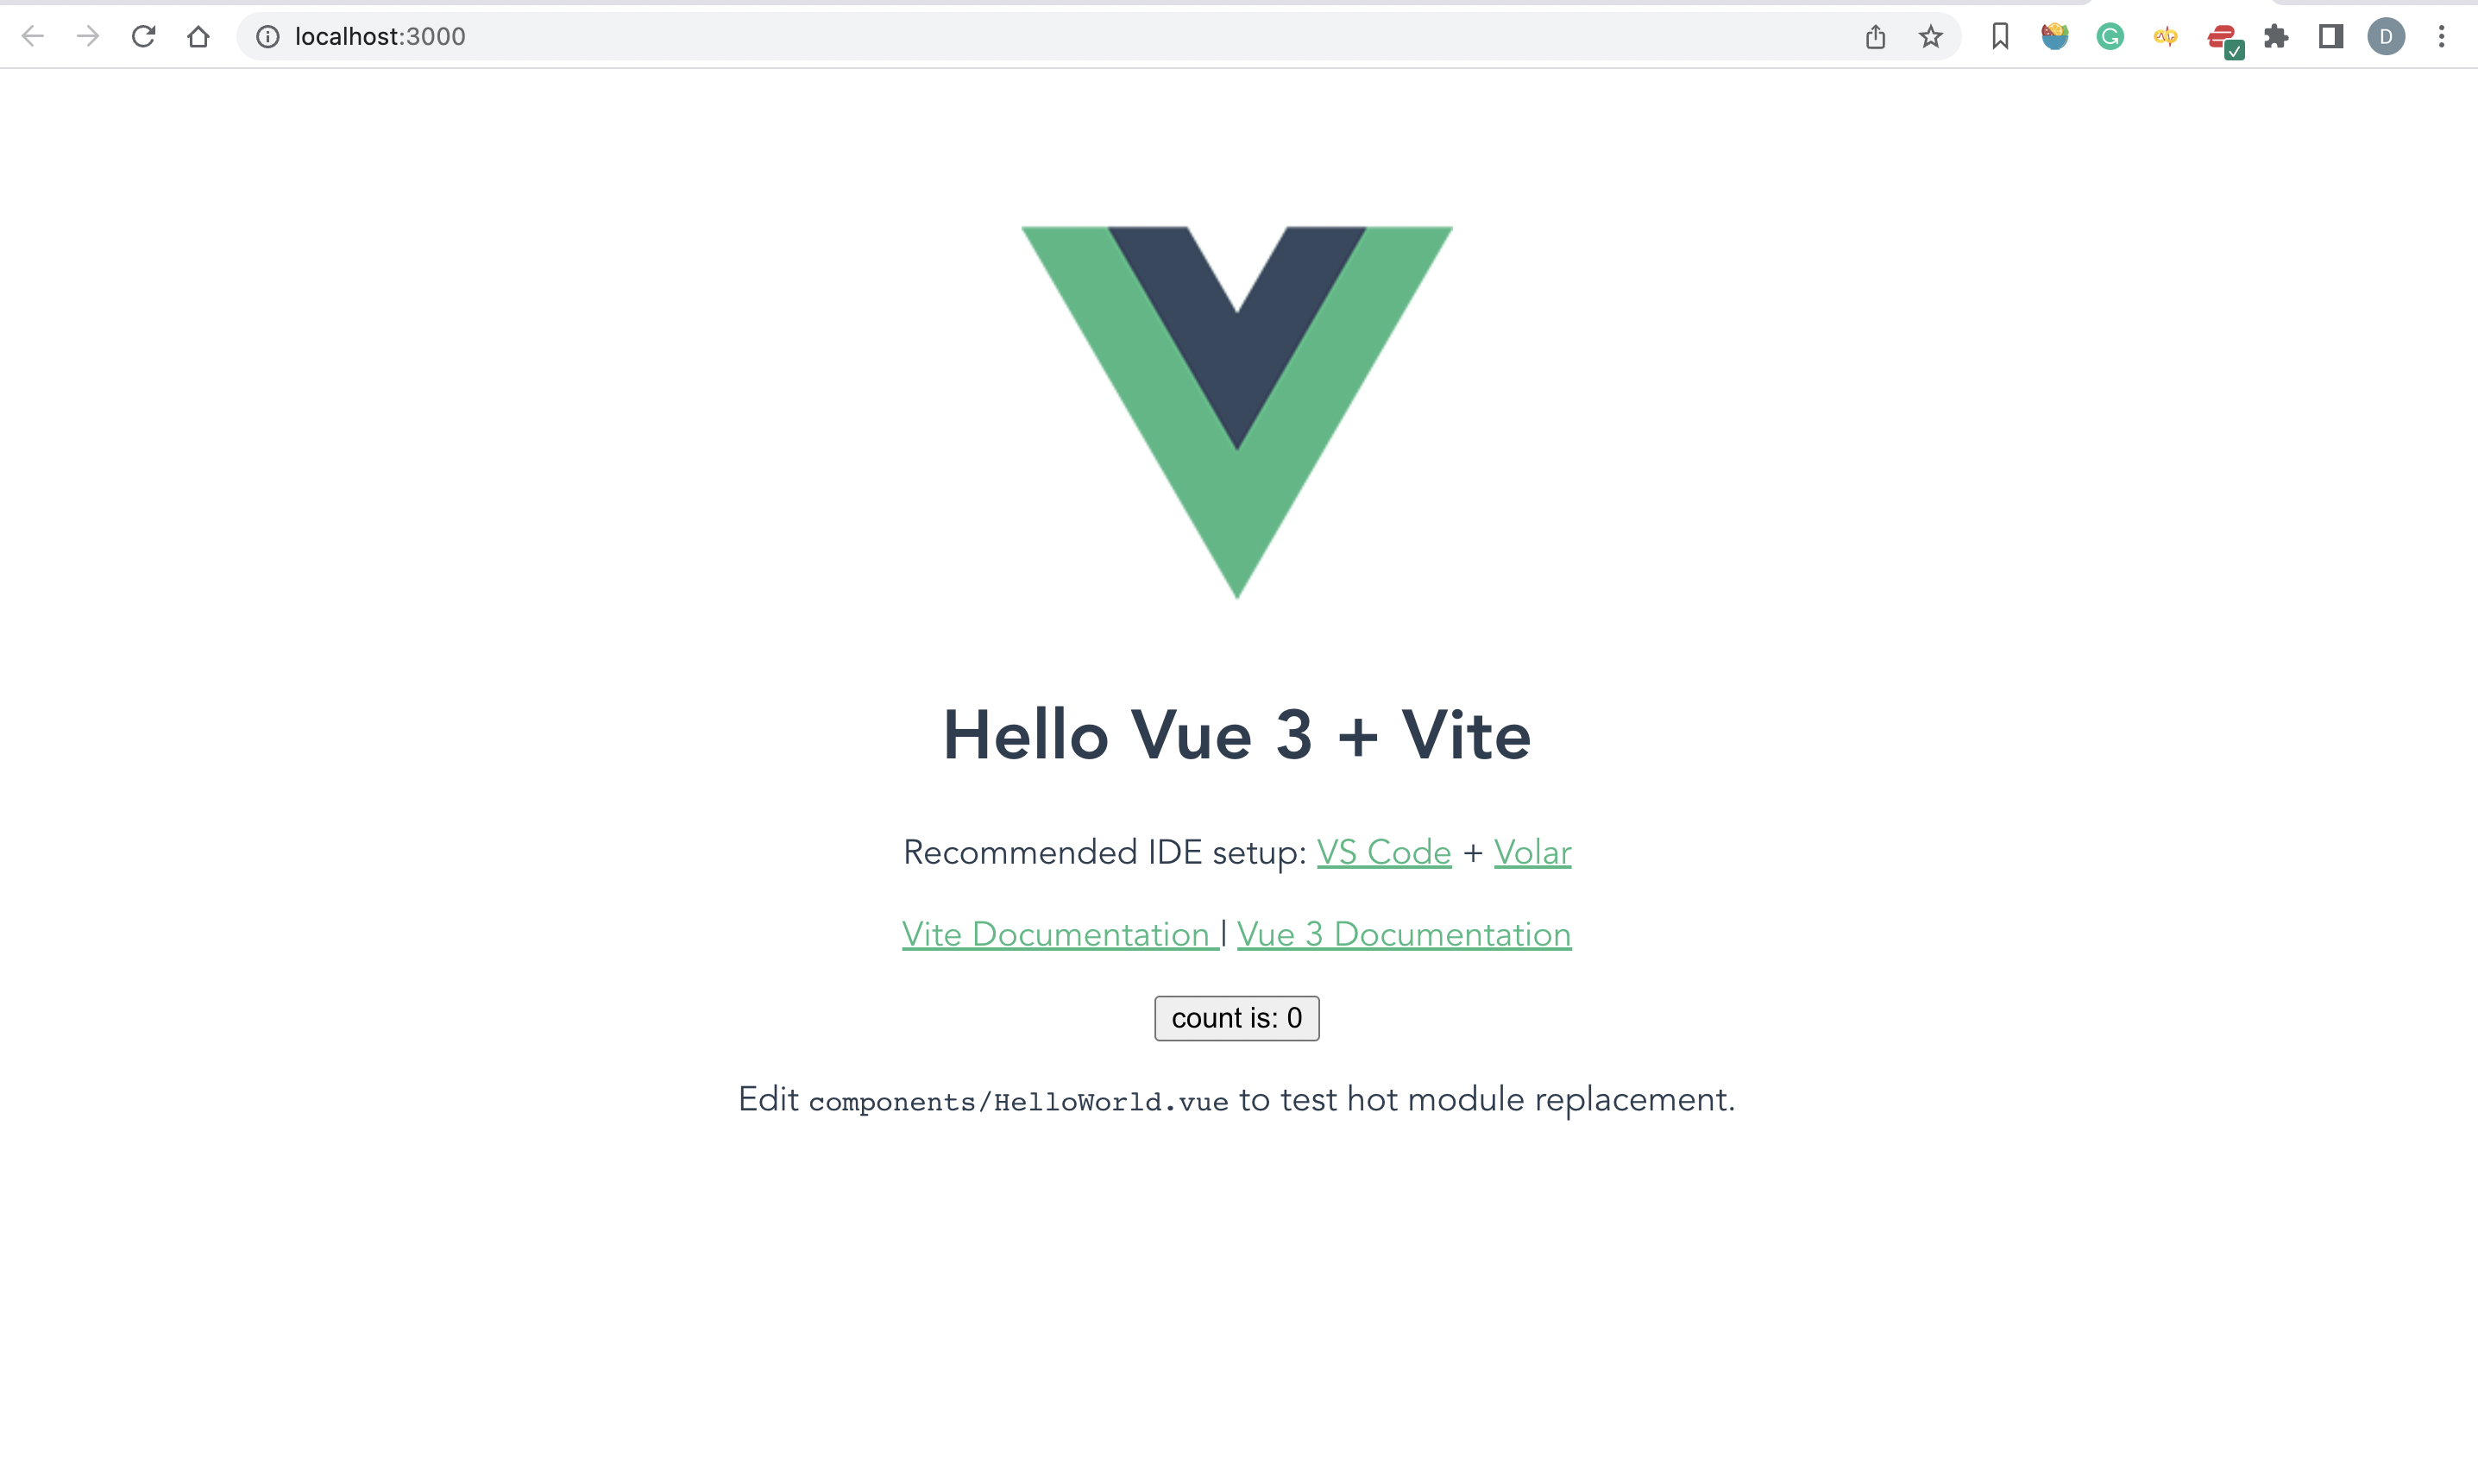 localhost:3000
D
Hello Vue 3 + Vite
Recommended IDE setup: VS Code + Volar
Vite Documentation | Vue 3 Documentation
count is: 0
Edit components/HelloWorld.vue to test hot module replacement.